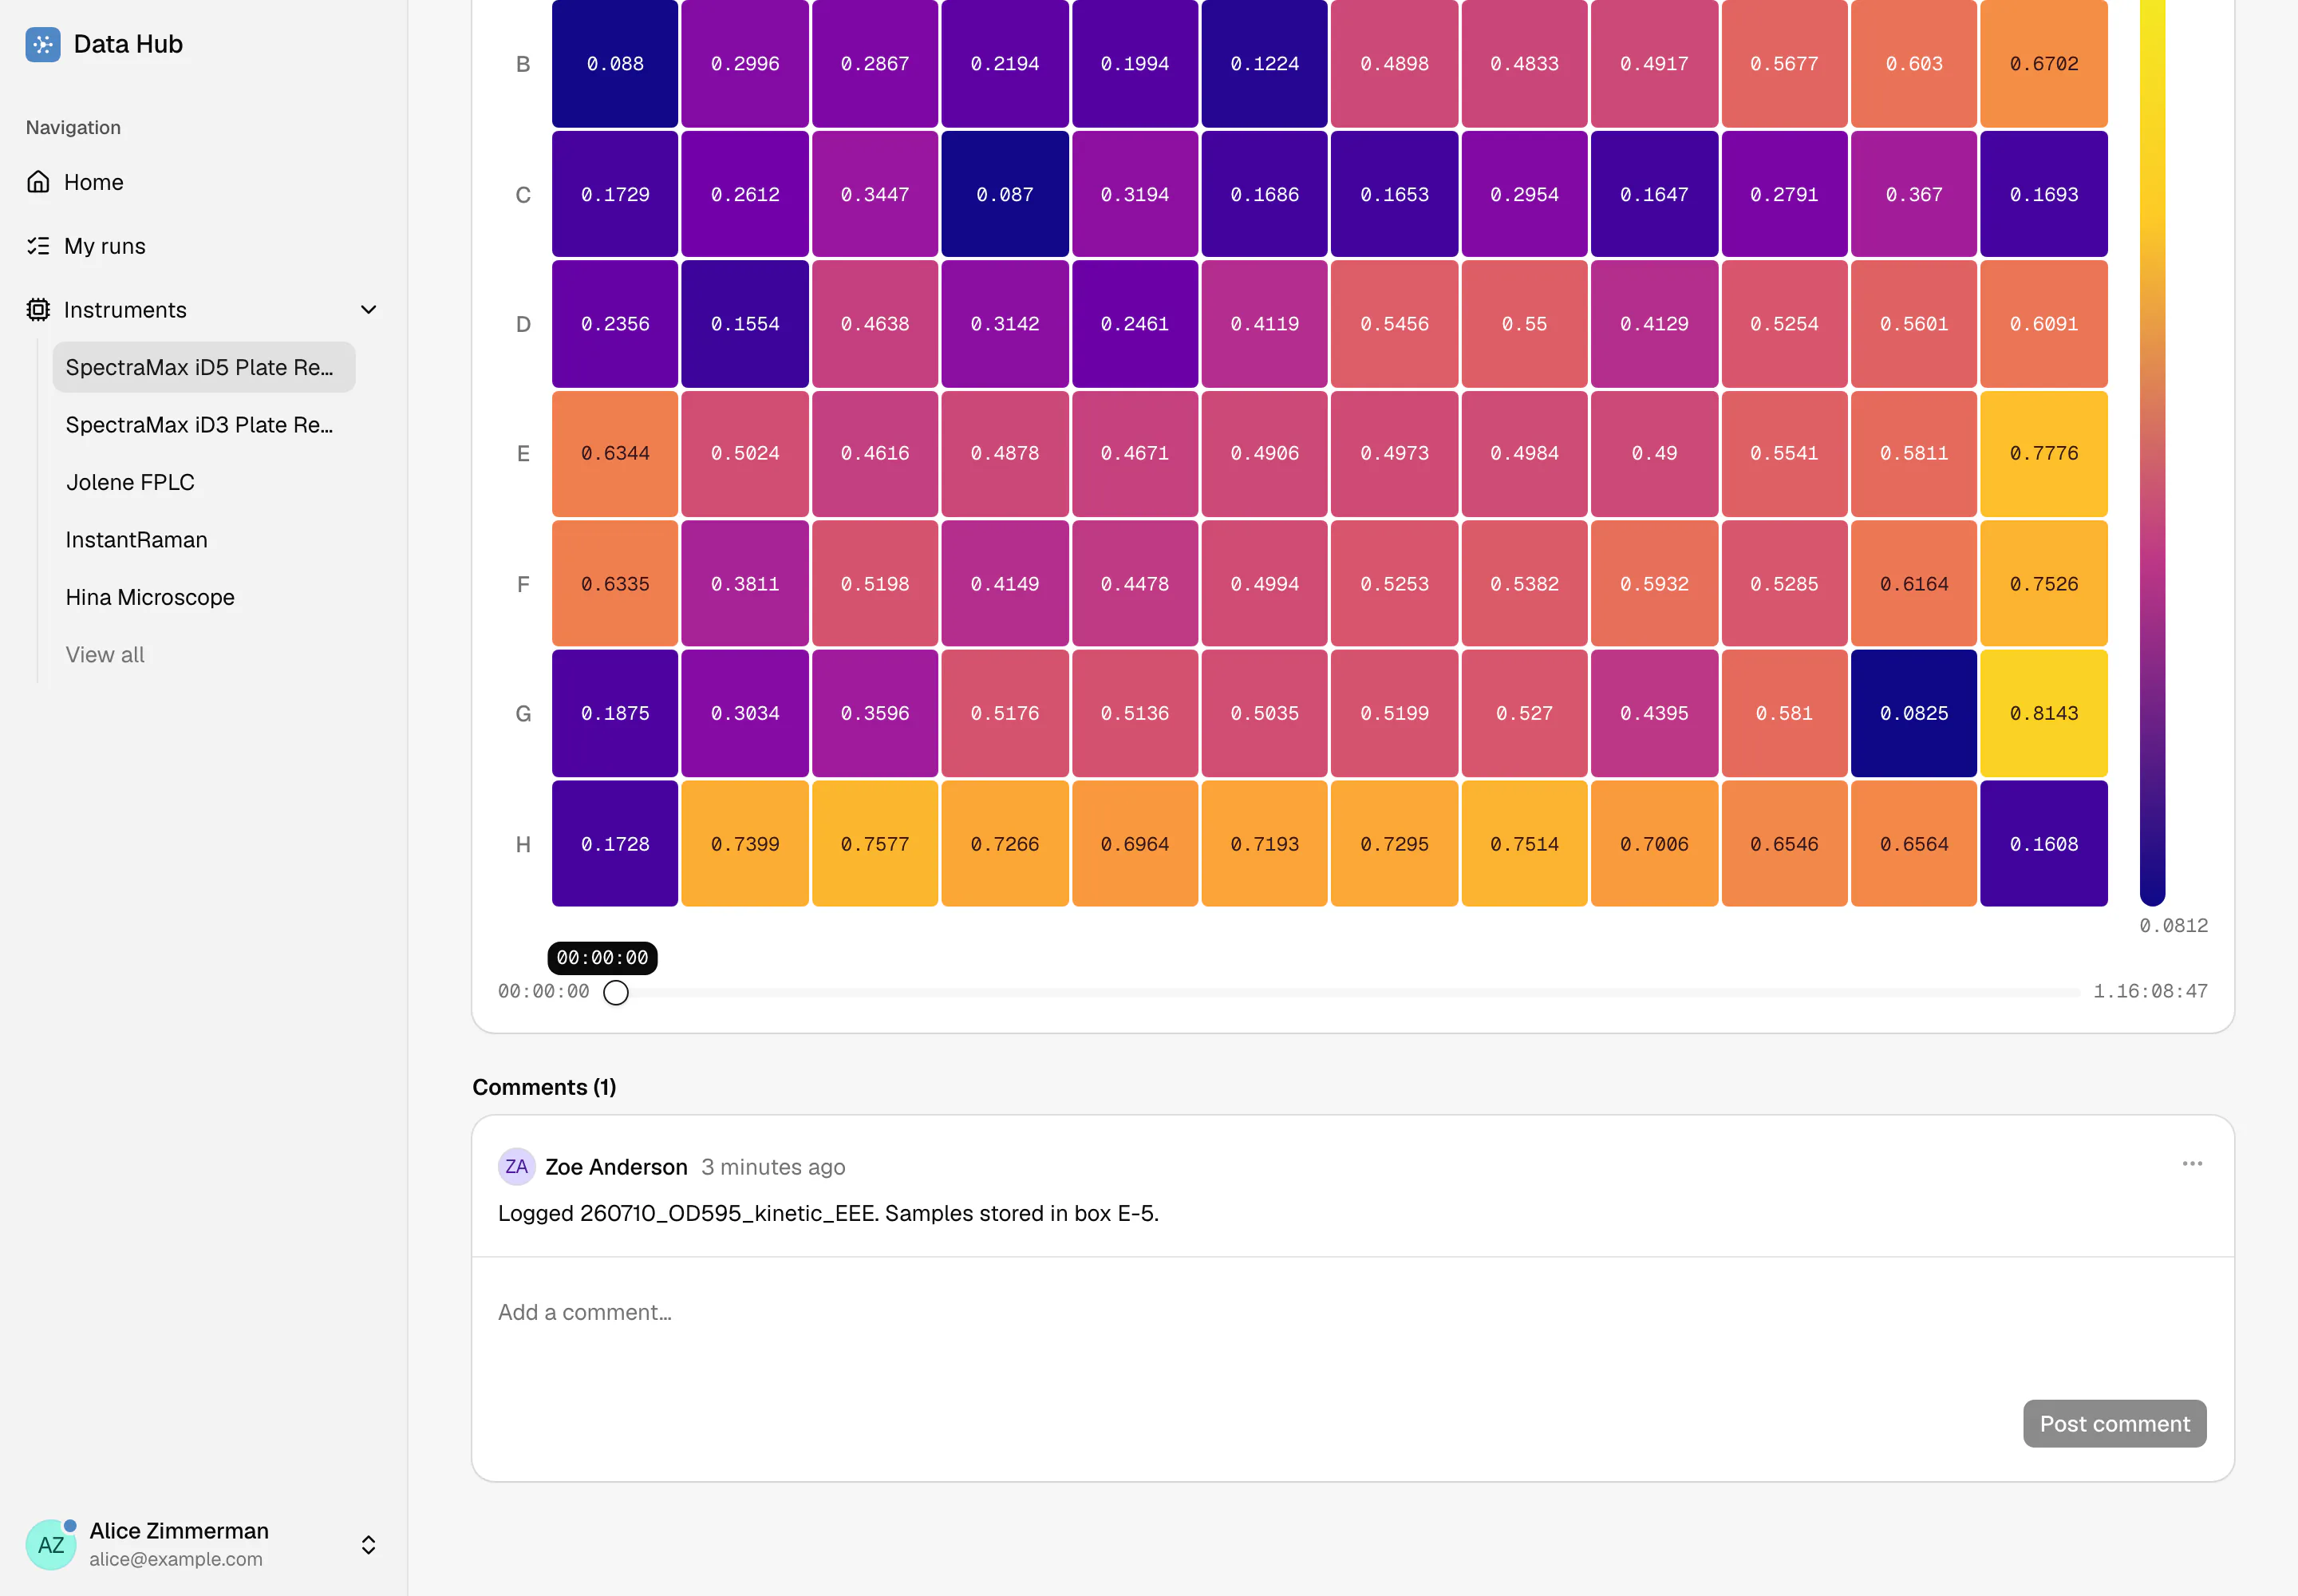 Data Hub
Navigation
Home
My runs
Instruments
SpectraMax iD5 Plate Re...
SpectraMax iD3 Plate Re...
Jolene FPLC
InstantRaman
Hina Microscope
View all
AZ
Alice Zimmerman
alice@example.com
B 0.088 0.2996 0.2867 0.2194 0.1994 0.1224 0.4898 0.4833 0.4917 0.5677 0.603 0.6702
C 0.1729 0.2612 0.3447 0.087 0.3194 0.1686 0.1653 0.2954 0.1647 0.2791 0.367 0.1693
D 0.2356 0.1554 0.4638 0.3142 0.2461 0.4119 0.5456 0.55 0.4129 0.5254 0.5601 0.6091
E 0.6344 0.5024 0.4616 0.4878 0.4671 0.4906 0.4973 0.4984 0.49 0.5541 0.5811 0.7776
F 0.6335 0.3811 0.5198 0.4149 0.4478 0.4994 0.5253 0.5382 0.5932 0.5285 0.6164 0.7526
G 0.1875 0.3034 0.3596 0.5176 0.5136 0.5035 0.5199 0.527 0.4395 0.581 0.0825 0.8143
H 0.1728 0.7399 0.7577 0.7266 0.6964 0.7193 0.7295 0.7514 0.7006 0.6546 0.6564 0.1608
0.0812
00:00:00
00:00:00 1.16:08:47
Comments (1)
ZA Zoe Anderson 3 minutes ago
Logged 260710_OD595_kinetic_EEE. Samples stored in box E-5.
Add a comment...
Post comment